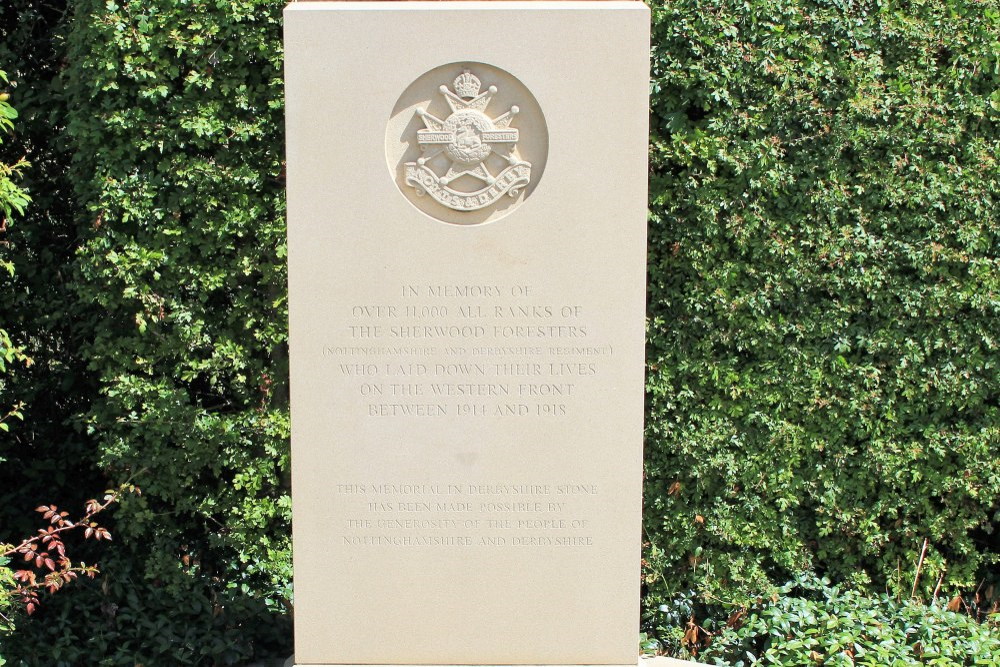 SHERWOOD FORESTERS
NOTTS & DERBY
IN MEMORY OF
OVER 11,000 ALL RANKS OF
THE SHERWOOD FORESTERS
(NOTTINGHAMSHIRE AND DERBYSHIRE REGIMENT)
WHO LAID DOWN THEIR LIVES
ON THE WESTERN FRONT
BETWEEN 1914 AND 1918
THIS MEMORIAL IN DERBYSHIRE STONE
HAS BEEN MADE POSSIBLE BY
THE GENEROSITY OF THE PEOPLE OF
NOTTINGHAMSHIRE AND DERBYSHIRE